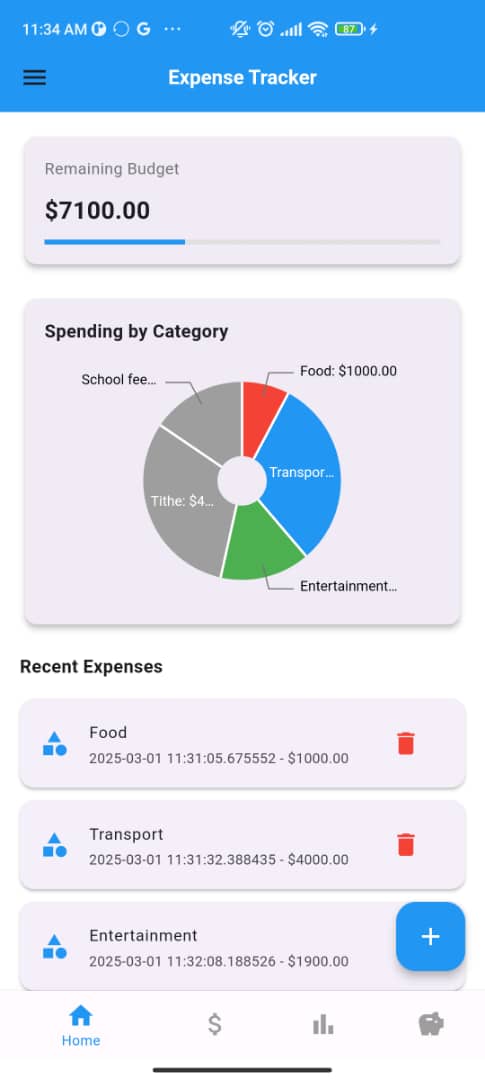 11:34 AM
87
Expense Tracker
Remaining Budget
$7100.00
Spending by Category
School fee…
Food: $1000.00
Transpor…
Tithe: $4…
Entertainment…
Recent Expenses
Food
2025-03-01 11:31:05.675552 - $1000.00
Transport
2025-03-01 11:31:32.388435 - $4000.00
Entertainment
2025-03-01 11:32:08.188526 - $1900.00
Home